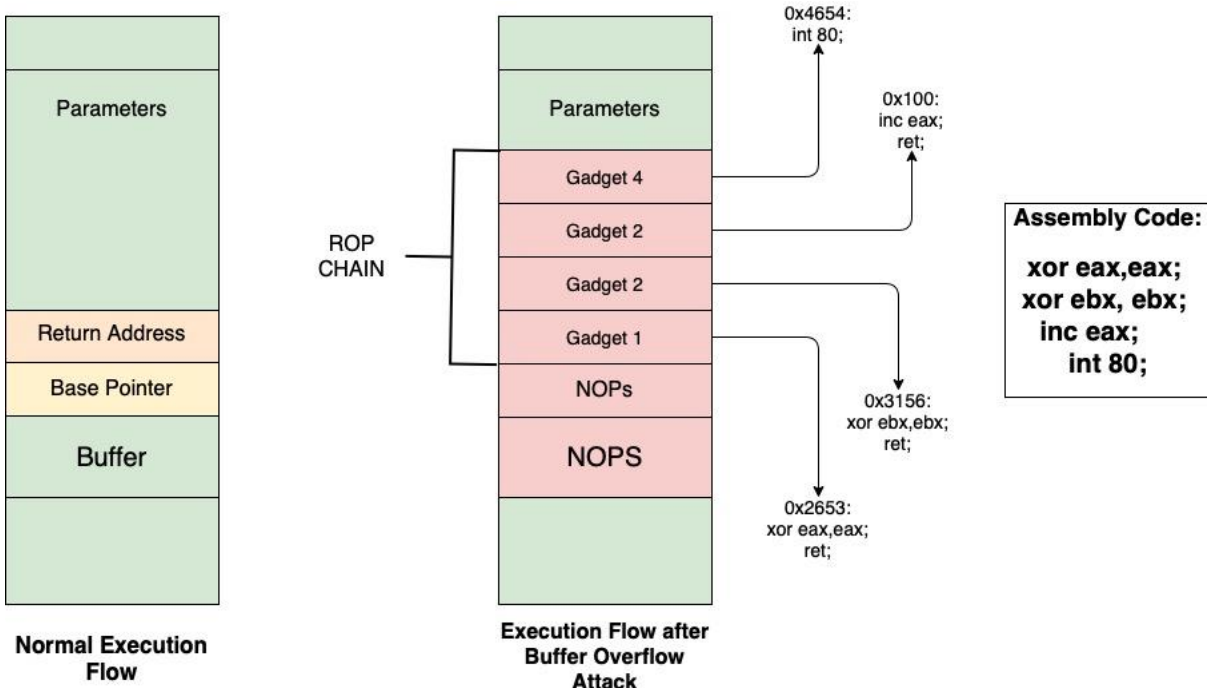 Parameters
Return Address
Base Pointer
Buffer
Normal Execution
Flow
ROP
CHAIN
Parameters
Gadget 4
Gadget 2
Gadget 2
Gadget 1
NOPs
NOPS
Execution Flow after
Buffer Overflow
Attack
0x4654:
int 80;
0x100:
inc eax;
ret;
0x3156:
xor ebx,ebx;
ret;
0x2653:
xor eax,eax;
ret;
Assembly Code:
xor eax,eax;
xor ebx, ebx;
inc eax;
int 80;